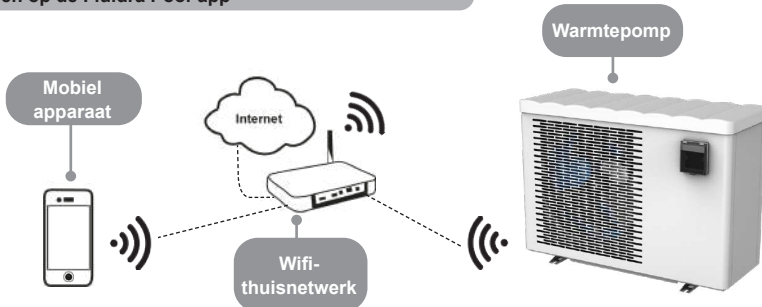 Warmtepomp
Mobiel
apparaat
Internet
Wifi-
thuisnetwerk